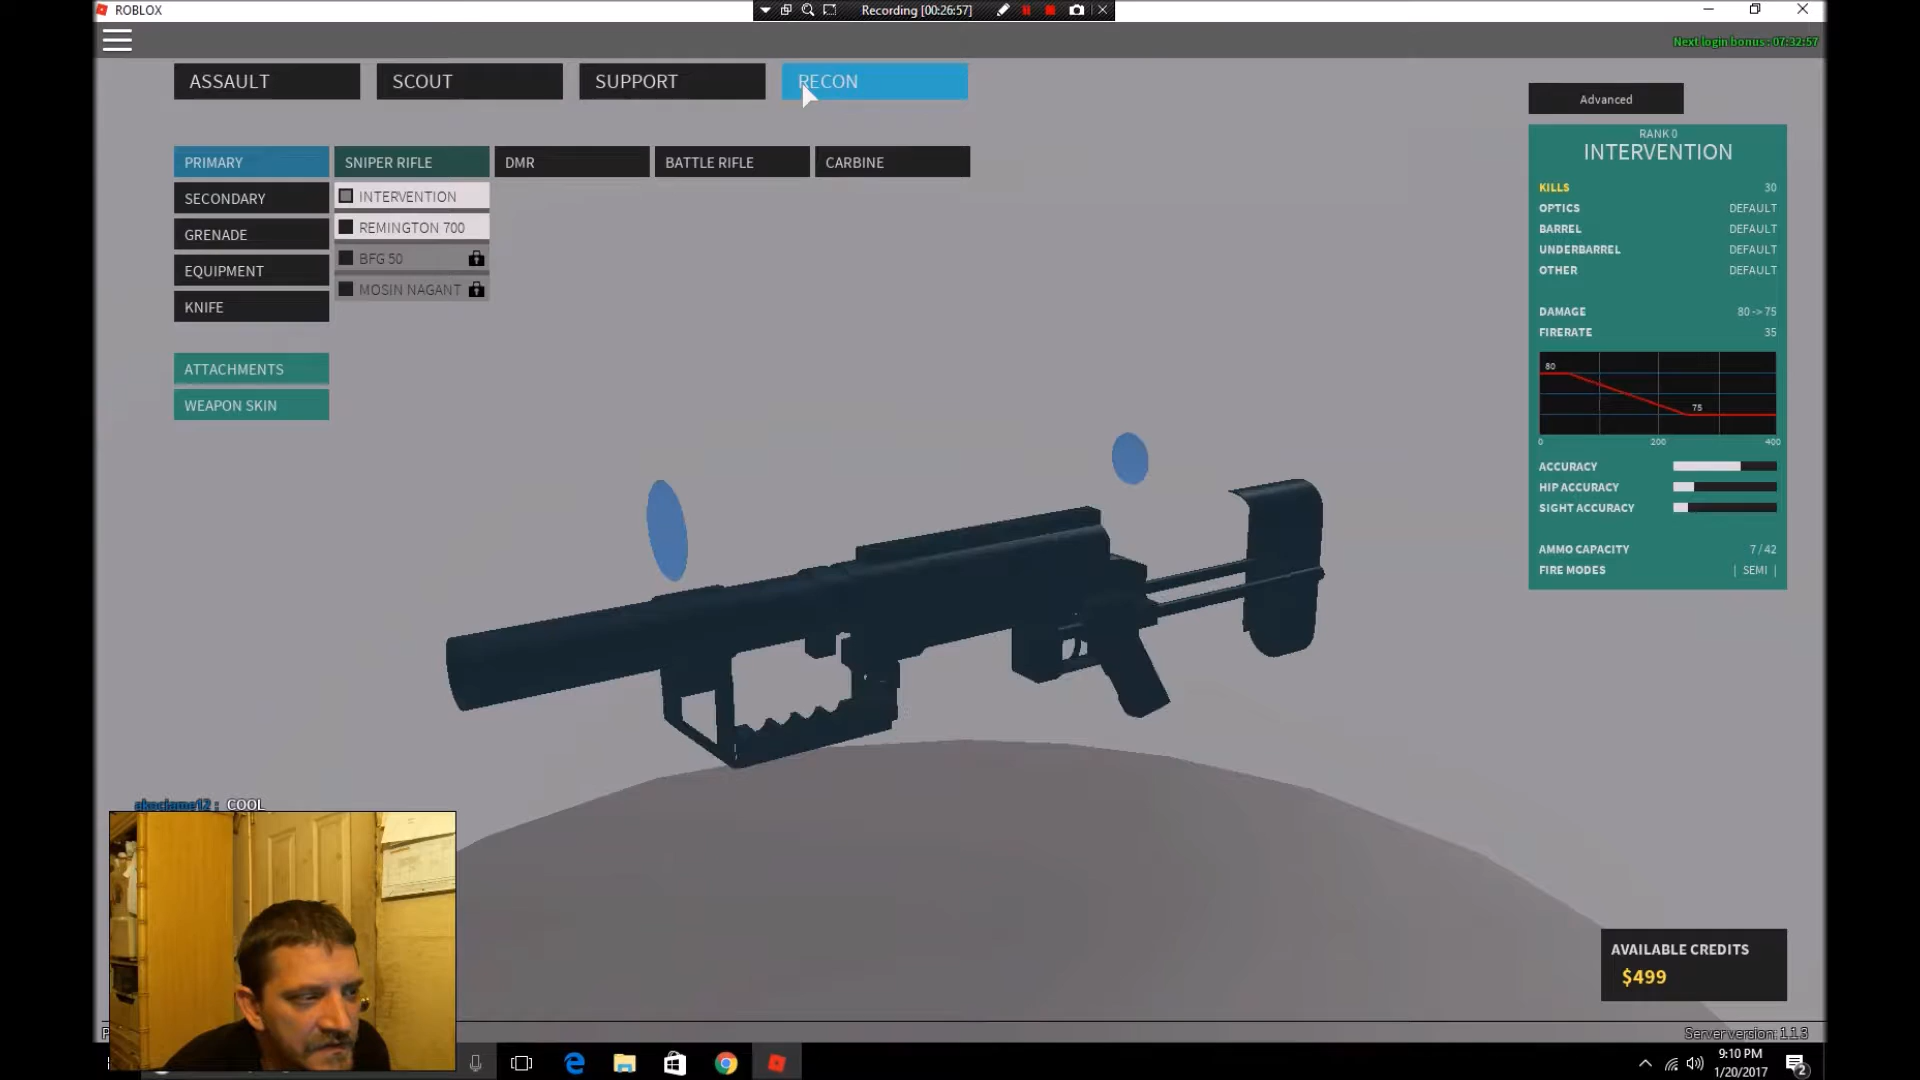 ROBLOX
Recording [00:26:57]
Next login bonus : 07:32:57
ASSAULT
SCOUT
SUPPORT
RECON
Advanced
PRIMARY
SECONDARY
GRENADE
EQUIPMENT
KNIFE
ATTACHMENTS
WEAPON SKIN
SNIPER RIFLE
DMR
BATTLE RIFLE
CARBINE
INTERVENTION
REMINGTON 700
BFG 50
MOSIN NAGANT
RANK 0
INTERVENTION
KILLS 30
OPTICS DEFAULT
BARREL DEFAULT
UNDERBARREL DEFAULT
OTHER DEFAULT
DAMAGE 80 -> 75
FIRERATE 35
80
75
0 200 400
ACCURACY
HIP ACCURACY
SIGHT ACCURACY
AMMO CAPACITY 7 / 42
FIRE MODES | SEMI |
COOL
AVAILABLE CREDITS
$499
Server version: 1.1.3
9:10 PM
1/20/2017
2